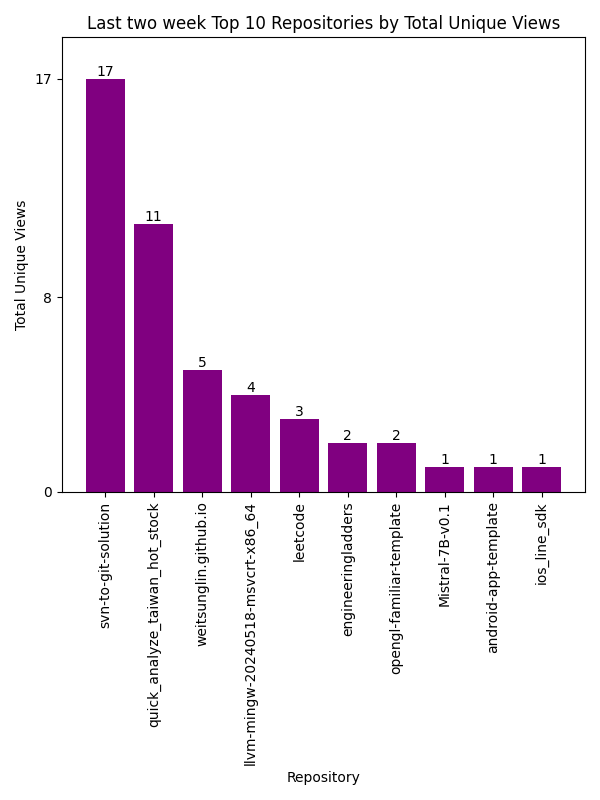 Last two week Top 10 Repositories by Total Unique Views
Total Unique Views
17
8
0
17
11
5
4
3
2
2
1
1
1
svn-to-git-solution
quick_analyze_taiwan_hot_stock
weitsunglin.github.io
llvm-mingw-20240518-msvcrt-x86_64
leetcode
engineeringladders
opengl-familiar-template
Mistral-7B-v0.1
android-app-template
ios_line_sdk
Repository